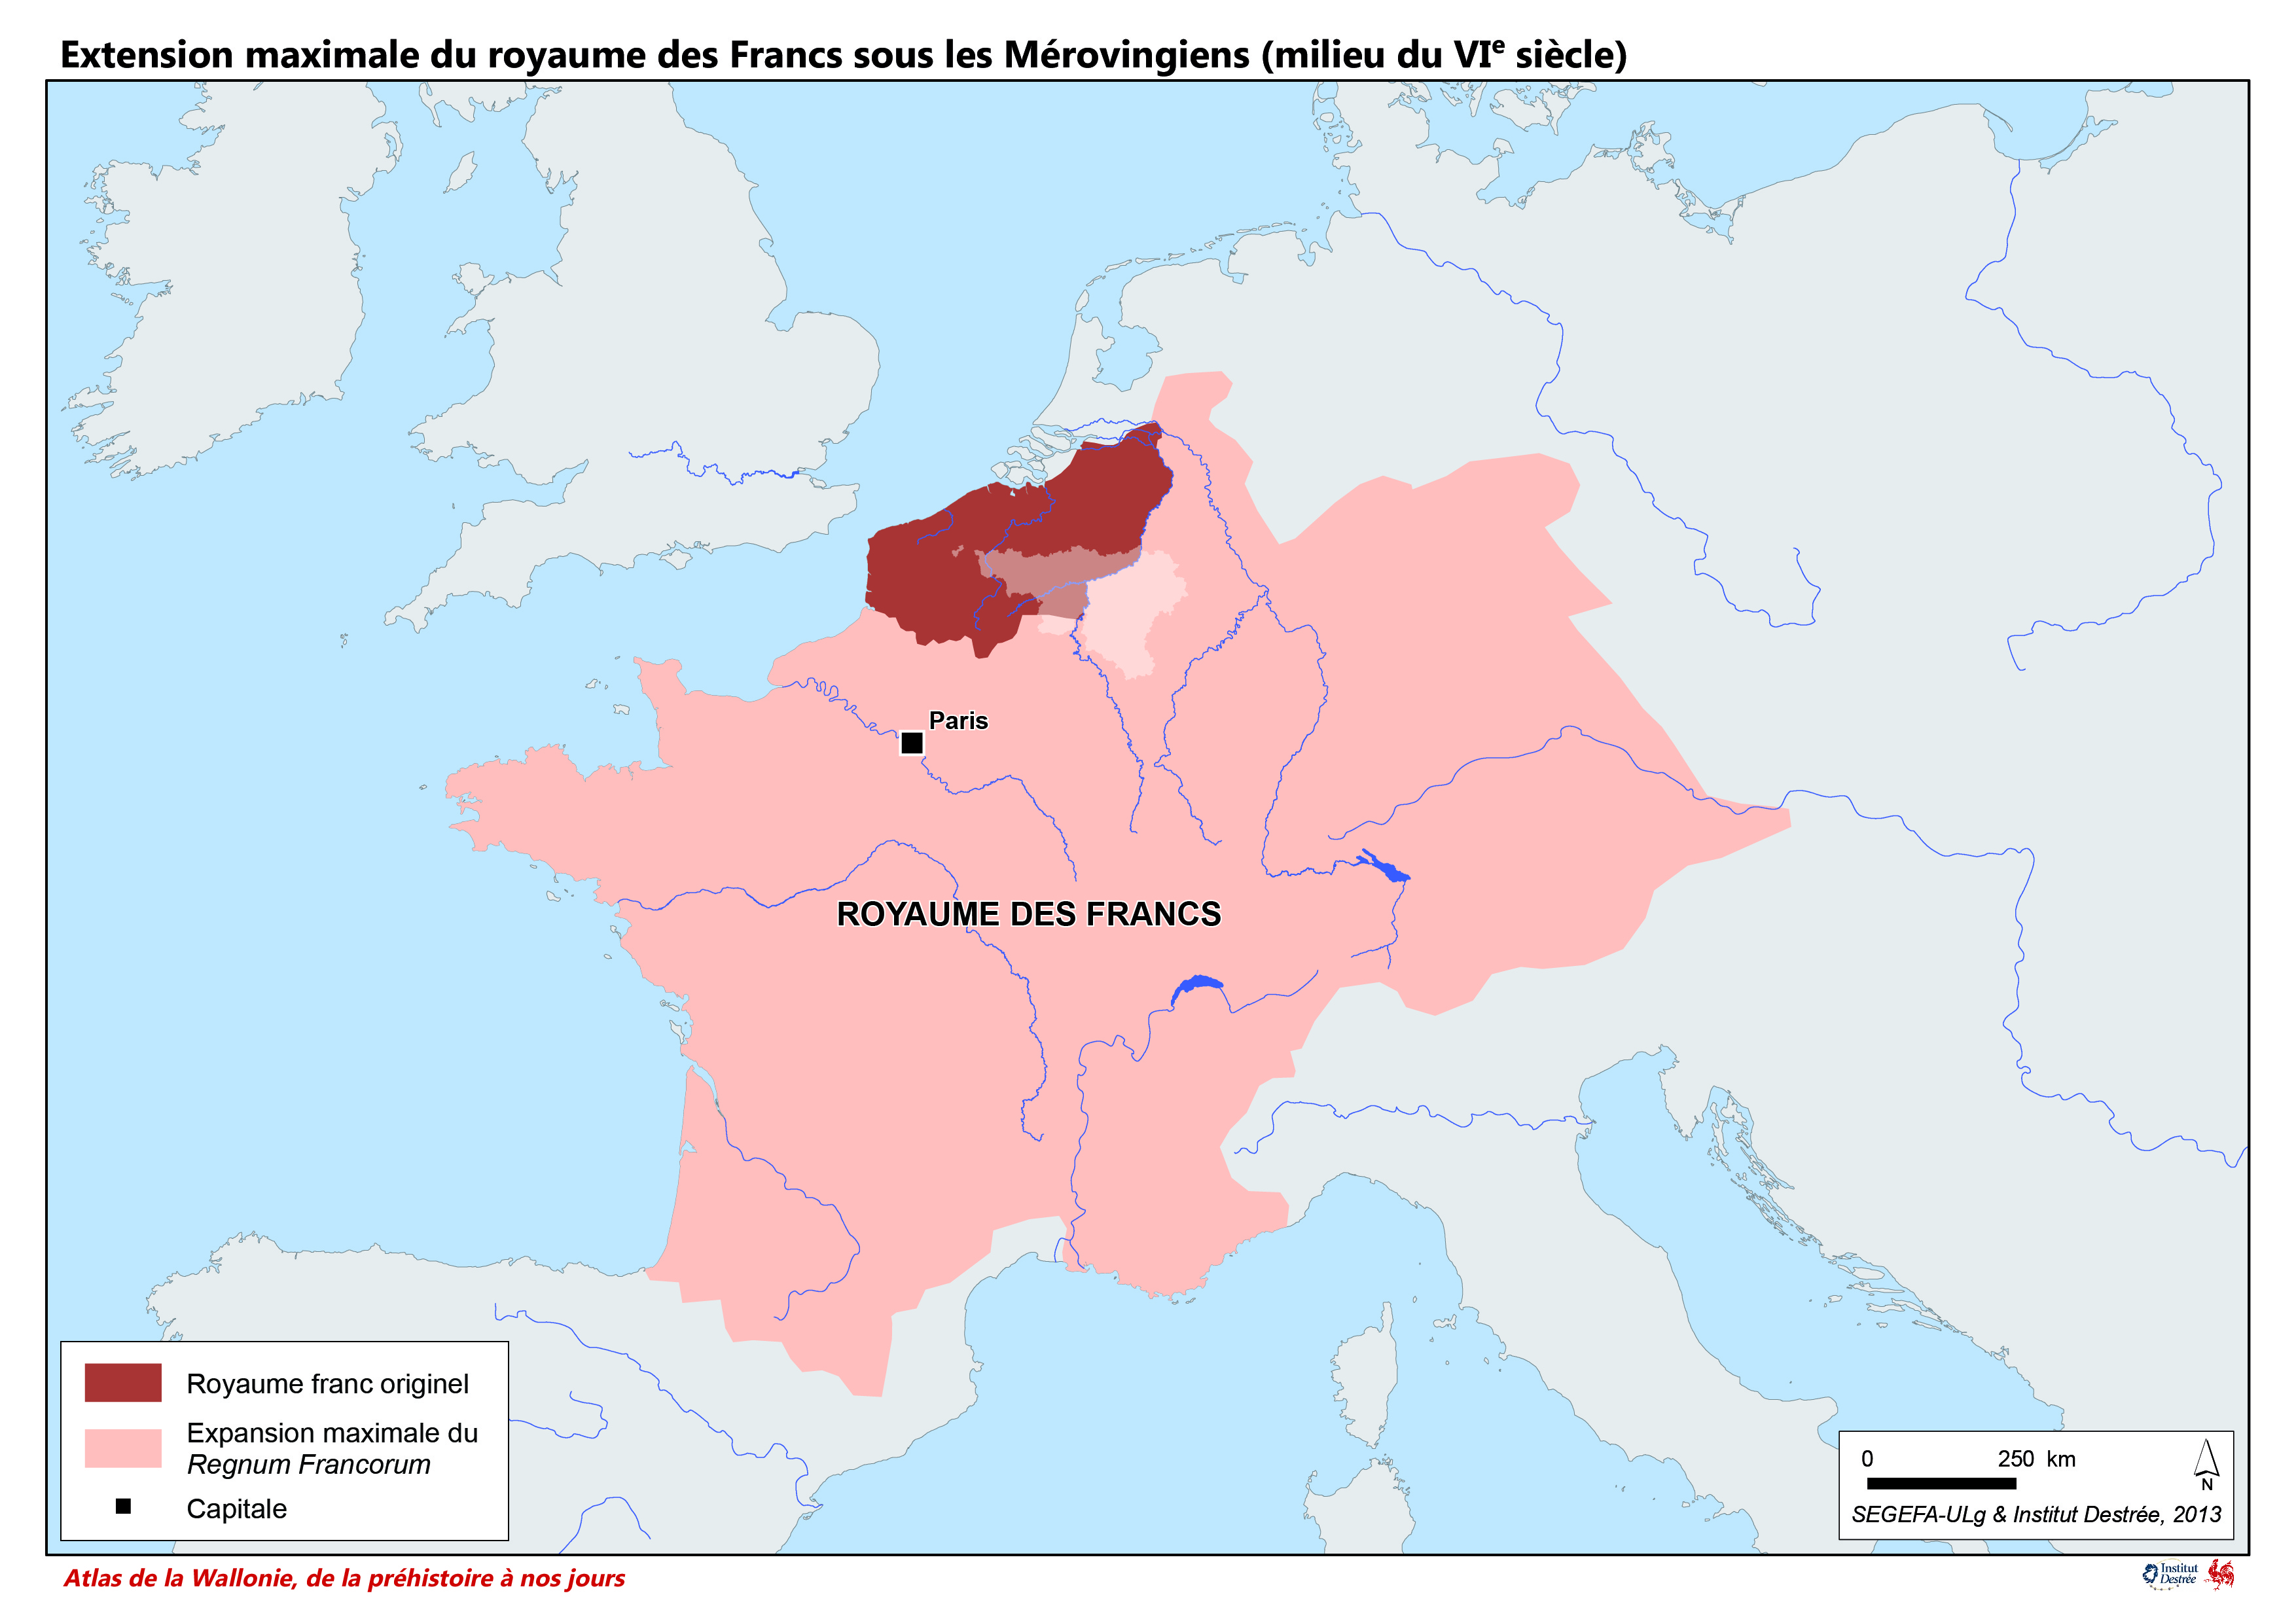 Extension maximale du royaume des Francs sous les Mérovingiens (milieu du VIe siècle)
Paris
ROYAUME DES FRANCS
Royaume franc originel
Expansion maximale du
Regnum Francorum
Capitale
0 250 km
N
SEGEFA-ULg & Institut Destrée, 2013
Atlas de la Wallonie, de la préhistoire à nos jours
Institut
Destrée